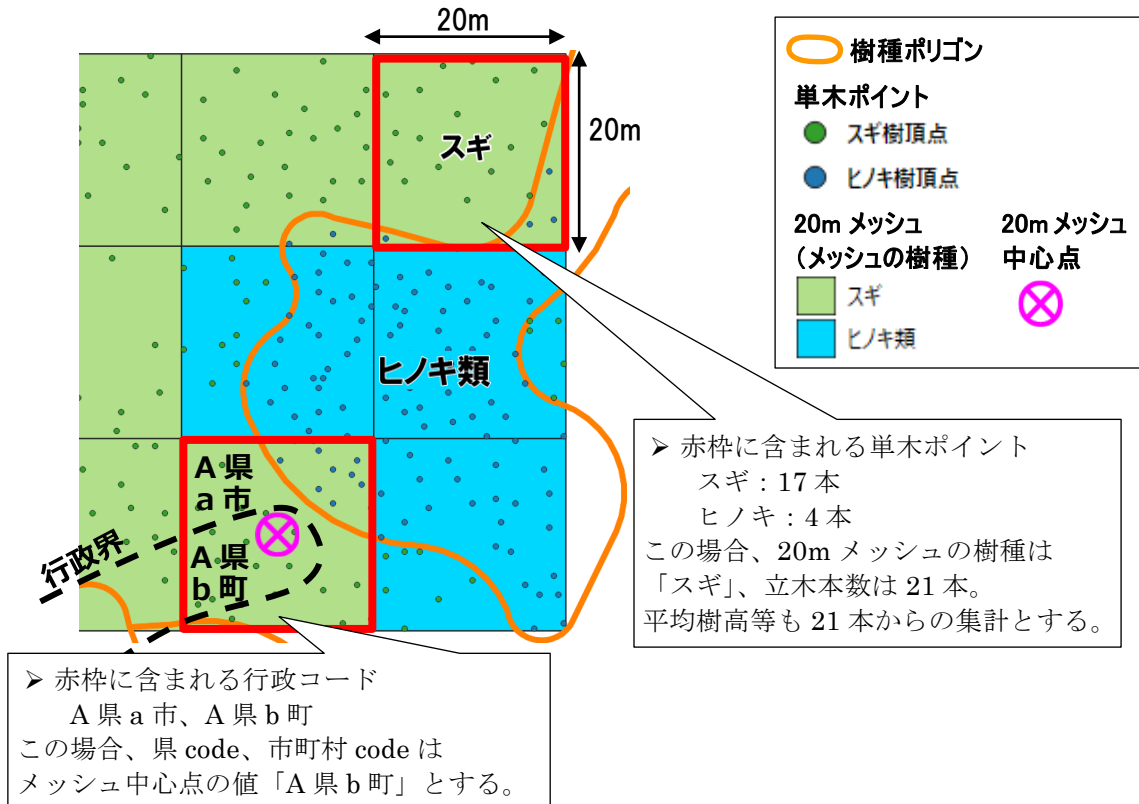 20m
20m
スギ
ヒノキ類
A県
a市
A県
b町
行政界
樹種ポリゴン
単木ポイント
スギ樹頂点
ヒノキ樹頂点
20m メッシュ
(メッシュの樹種)
スギ
ヒノキ類
20m メッシュ
中心点
➢ 赤枠に含まれる単木ポイント
スギ：17 本
ヒノキ：4 本
この場合、20m メッシュの樹種は
「スギ」、立木本数は 21 本。
平均樹高等も 21 本からの集計とする。
➢ 赤枠に含まれる行政コード
A 県 a 市、A 県 b 町
この場合、県 code、市町村 code は
メッシュ中心点の値「A 県 b 町」とする。